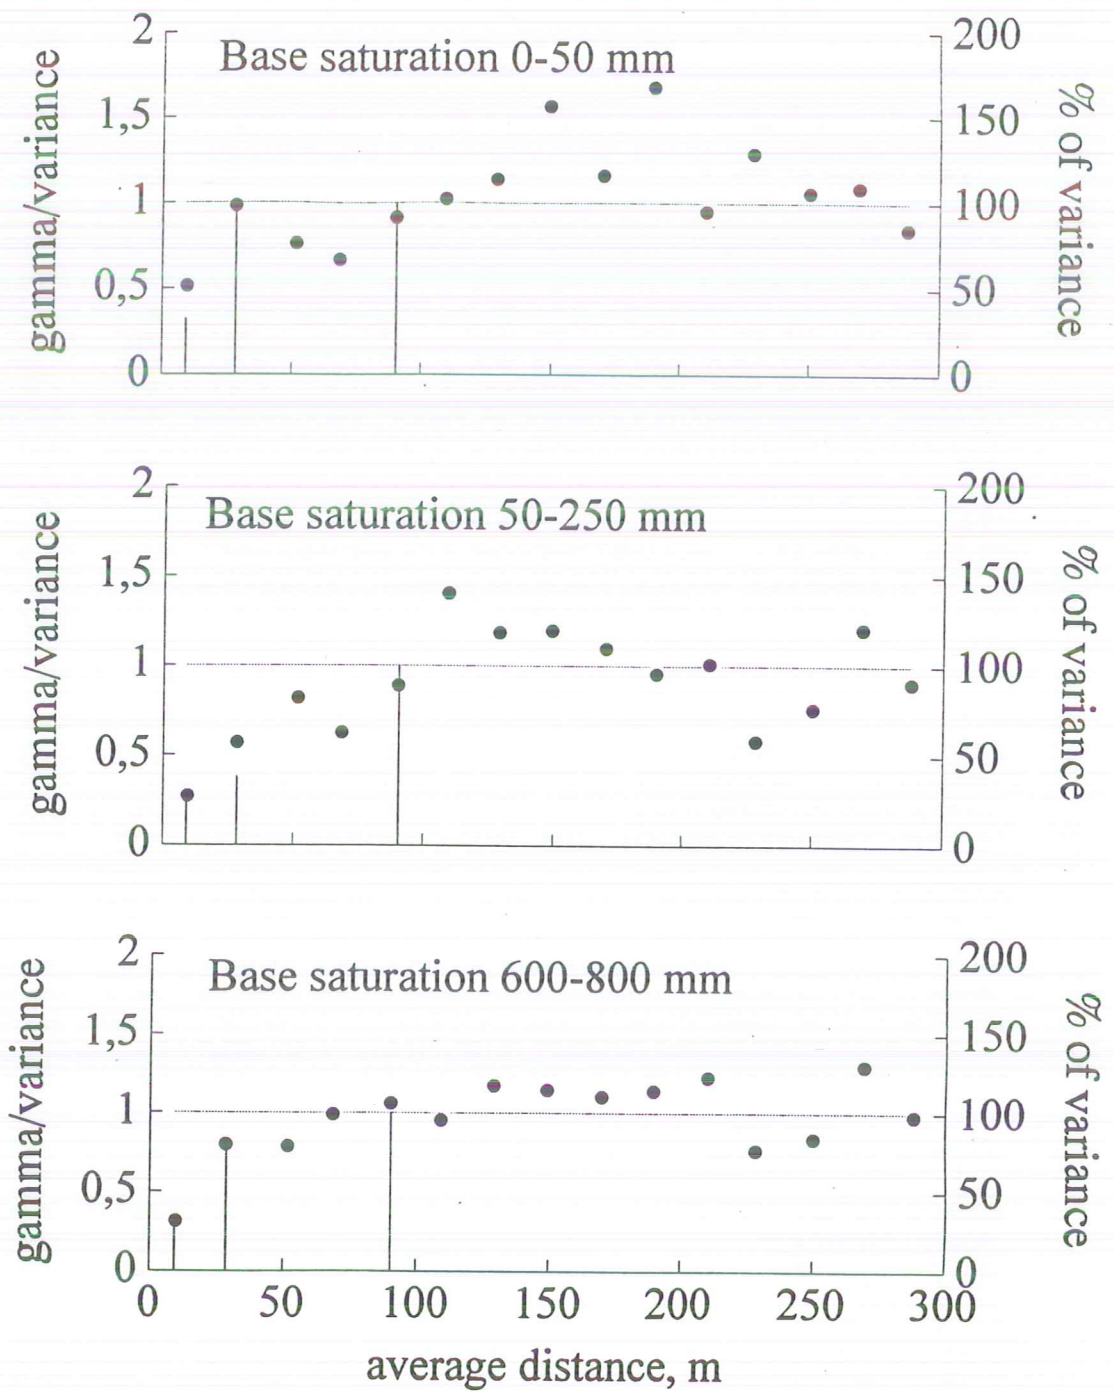 Base saturation 0-50 mm
gamma/variance
2
1,5
1
0,5
0
200
150
100
50
0
% of variance
Base saturation 50-250 mm
gamma/variance
2
1,5
1
0,5
0
200
150
100
50
0
% of variance
Base saturation 600-800 mm
gamma/variance
2
1,5
1
0,5
0
200
150
100
50
0
% of variance
0 50 100 150 200 250 300
average distance, m